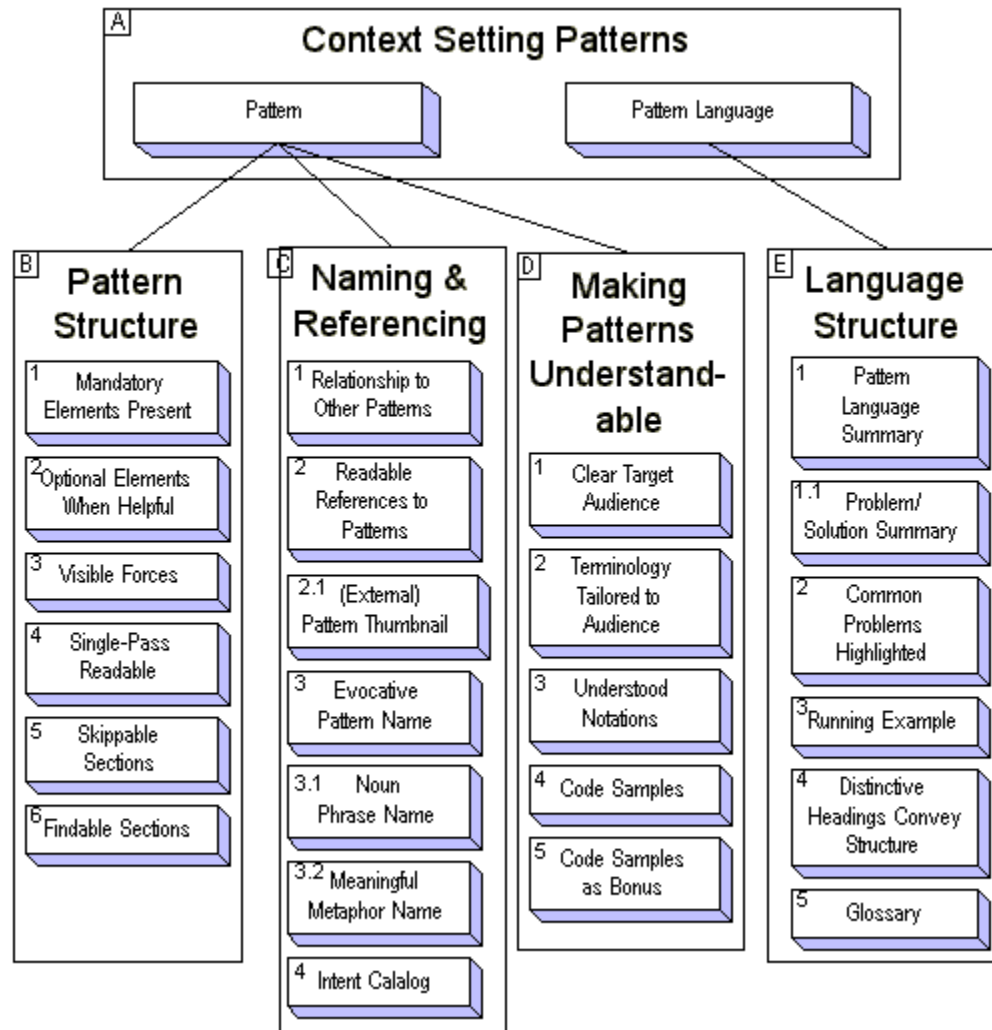 A
Context Setting Patterns
Pattern
Pattern Language
B
Pattern
Structure
1
Mandatory
Elements Present
2
Optional Elements
When Helpful
3
Visible Forces
4
Single-Pass
Readable
5
Skippable
Sections
6
Findable Sections
C
Naming &
Referencing
1
Relationship to
Other Patterns
2
Readable
References to
Patterns
2.1
(External)
Pattern Thumbnail
3
Evocative
Pattern Name
3.1
Noun
Phrase Name
3.2
Meaningful
Metaphor Name
4
Intent Calalog
D
Making
Patterns
Understand-
able
1
Clear Target
Audience
2
Terminology
Tailored to
Audience
3
Understood
Notations
4
Code Samples
5
Code Samples
as Bonus
E
Language
Structure
1
Pattern
Language
Summary
1.1
Problem/
Solution Summary
2
Common
Problems
Highlighted
3
Running Example
4
Distinctive
Headings Convey
Structure
5
Glossary